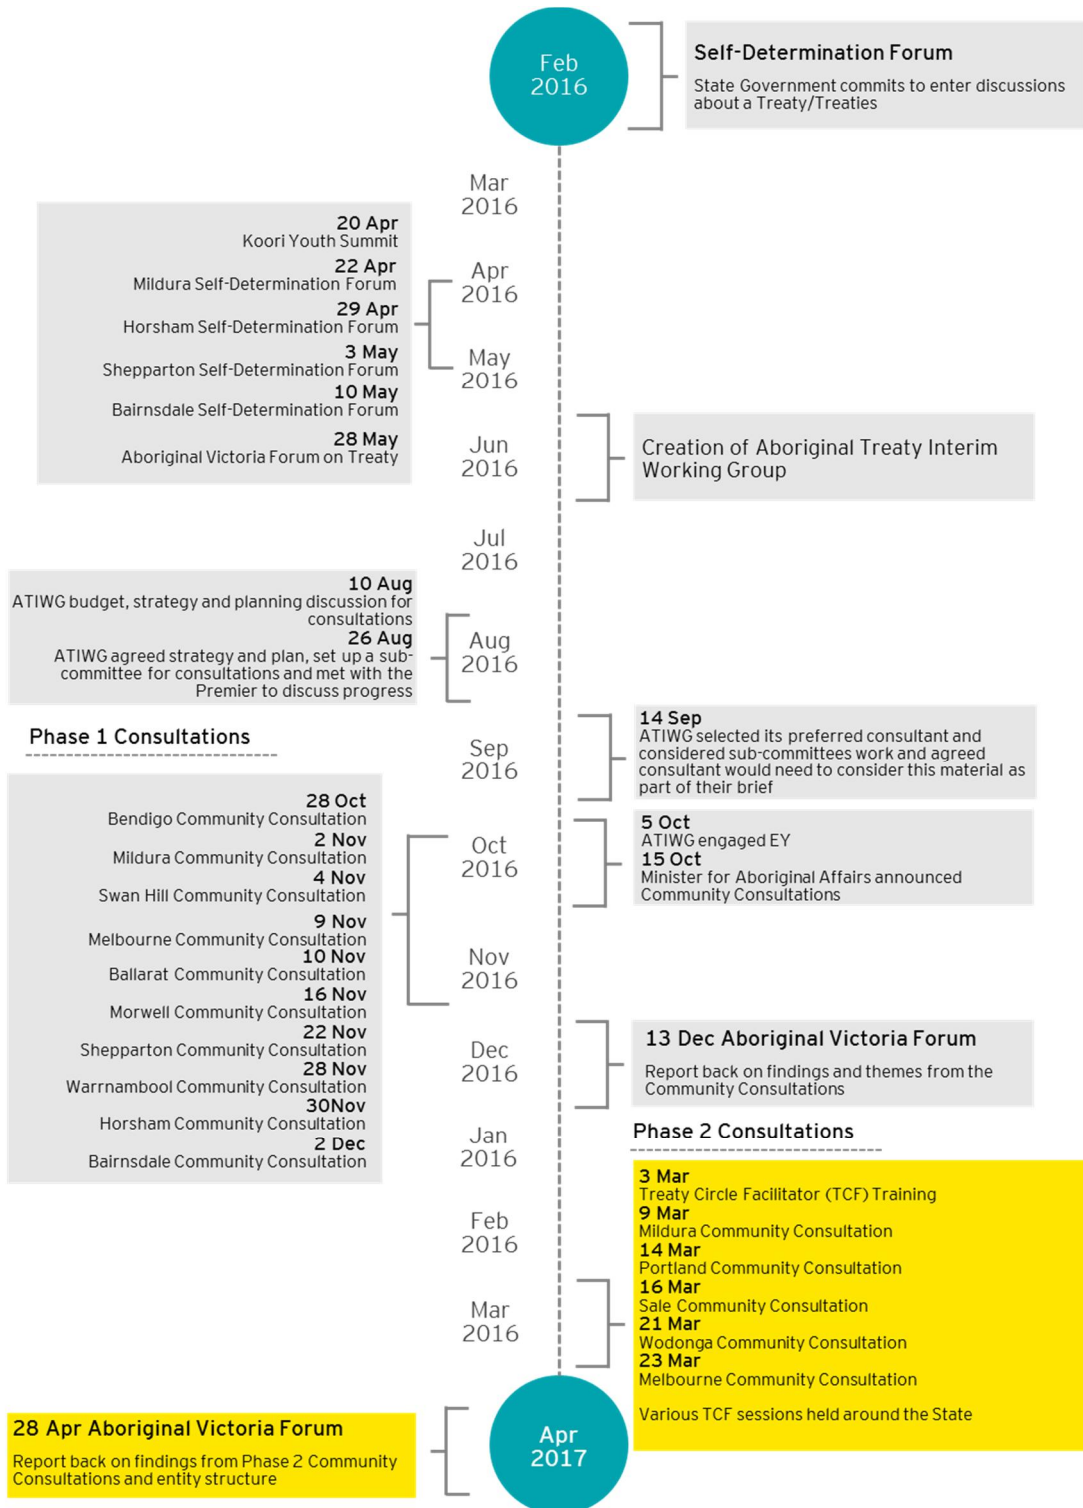 Feb
2016
Self-Determination Forum
State Government commits to enter discussions
about a Treaty/Treaties
Mar
2016
20 Apr
Koori Youth Summit
22 Apr
Mildura Self-Determination Forum
29 Apr
Horsham Self-Determination Forum
3 May
Shepparton Self-Determination Forum
10 May
Bairnsdale Self-Determination Forum
28 May
Aboriginal Victoria Forum on Treaty
Apr
2016
May
2016
Jun
2016
Creation of Aboriginal Treaty Interim
Working Group
Jul
2016
10 Aug
ATIWG budget, strategy and planning discussion for
consultations
26 Aug
ATIWG agreed strategy and plan, set up a sub-
committee for consultations and met with the
Premier to discuss progress
Aug
2016
Sep
2016
14 Sep
ATIWG selected its preferred consultant and
considered sub-committees work and agreed
consultant would need to consider this material as
part of their brief
Phase 1 Consultations
28 Oct
Bendigo Community Consultation
2 Nov
Mildura Community Consultation
4 Nov
Swan Hill Community Consultation
9 Nov
Melbourne Community Consultation
10 Nov
Ballarat Community Consultation
16 Nov
Morwell Community Consultation
22 Nov
Shepparton Community Consultation
28 Nov
Warrnambool Community Consultation
30Nov
Horsham Community Consultation
2 Dec
Bairnsdale Community Consultation
Oct
2016
5 Oct
ATIWG engaged EY
15 Oct
Minister for Aboriginal Affairs announced
Community Consultations
Nov
2016
Dec
2016
13 Dec Aboriginal Victoria Forum
Report back on findings and themes from the
Community Consultations
Jan
2016
Phase 2 Consultations
Feb
2016
Mar
2016
3 Mar
Treaty Circle Facilitator (TCF) Training
9 Mar
Mildura Community Consultation
14 Mar
Portland Community Consultation
16 Mar
Sale Community Consultation
21 Mar
Wodonga Community Consultation
23 Mar
Melbourne Community Consultation
Various TCF sessions held around the State
28 Apr Aboriginal Victoria Forum
Report back on findings from Phase 2 Community
Consultations and entity structure
Apr
2017